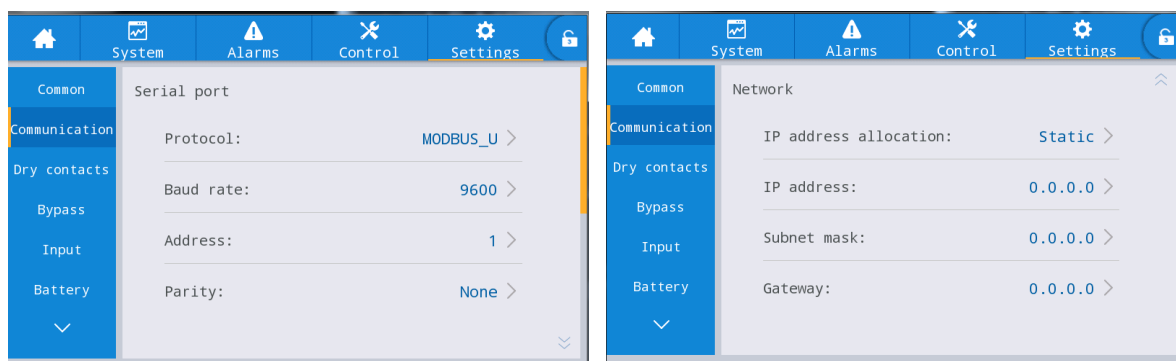 System Alarms Control Settings
Common
Communication
Dry contacts
Bypass
Input
Battery
Serial port
Protocol: MODBUS_U
Baud rate: 9600
Address: 1
Parity: None
System Alarms Control Settings
Common
Communication
Dry contacts
Bypass
Input
Battery
Network
IP address allocation: Static
IP address: 0.0.0.0
Subnet mask: 0.0.0.0
Gateway: 0.0.0.0